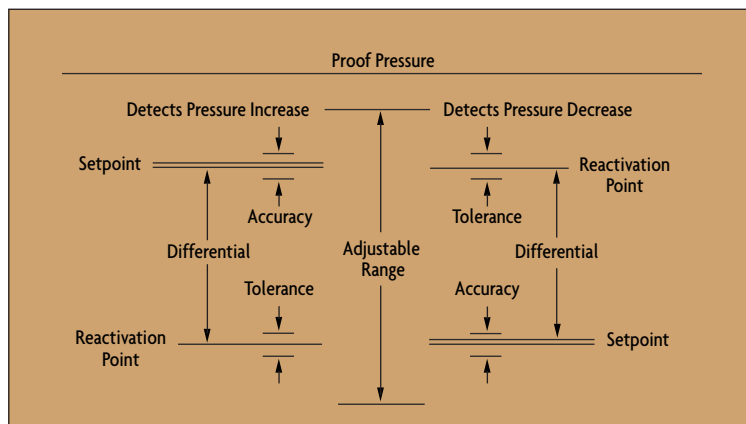 Proof Pressure
Detects Pressure Increase
Detects Pressure Decrease
Setpoint
Reactivation
Point
Accuracy
Tolerance
Differential
Adjustable
Range
Differential
Tolerance
Accuracy
Reactivation
Point
Setpoint